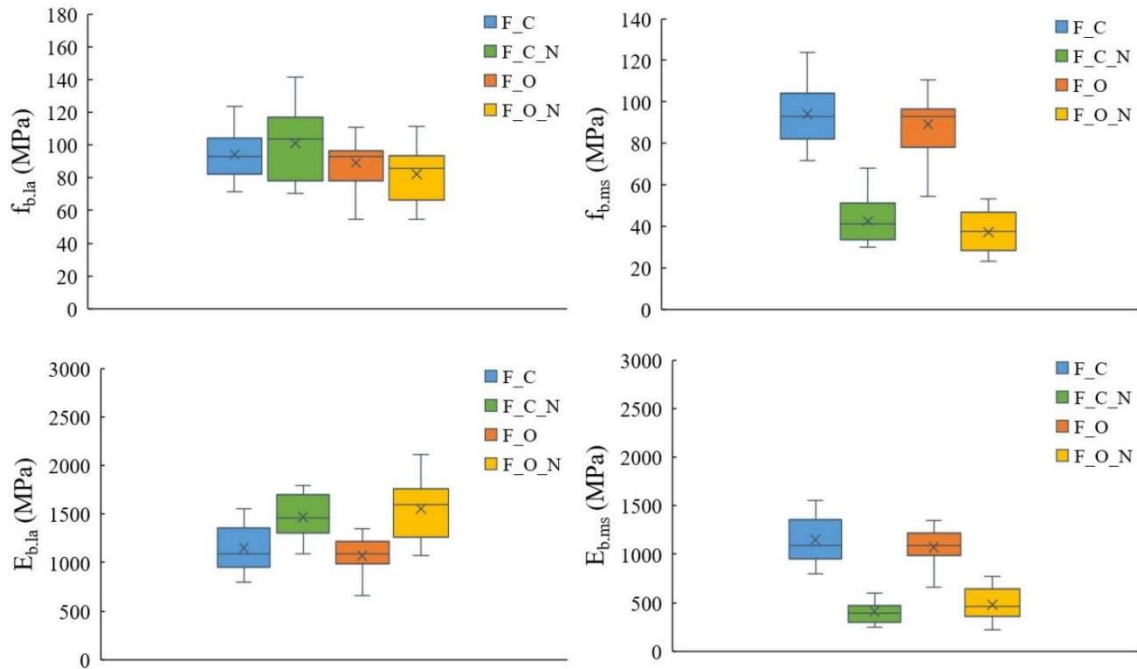 f_b.la (MPa)
180
160
140
120
100
80
60
40
20
0
F_C
F_C_N
F_O
F_O_N
f_b.ms (MPa)
140
120
100
80
60
40
20
0
F_C
F_C_N
F_O
F_O_N
E_b.la (MPa)
3000
2500
2000
1500
1000
500
0
F_C
F_C_N
F_O
F_O_N
E_b.ms (MPa)
3000
2500
2000
1500
1000
500
0
F_C
F_C_N
F_O
F_O_N